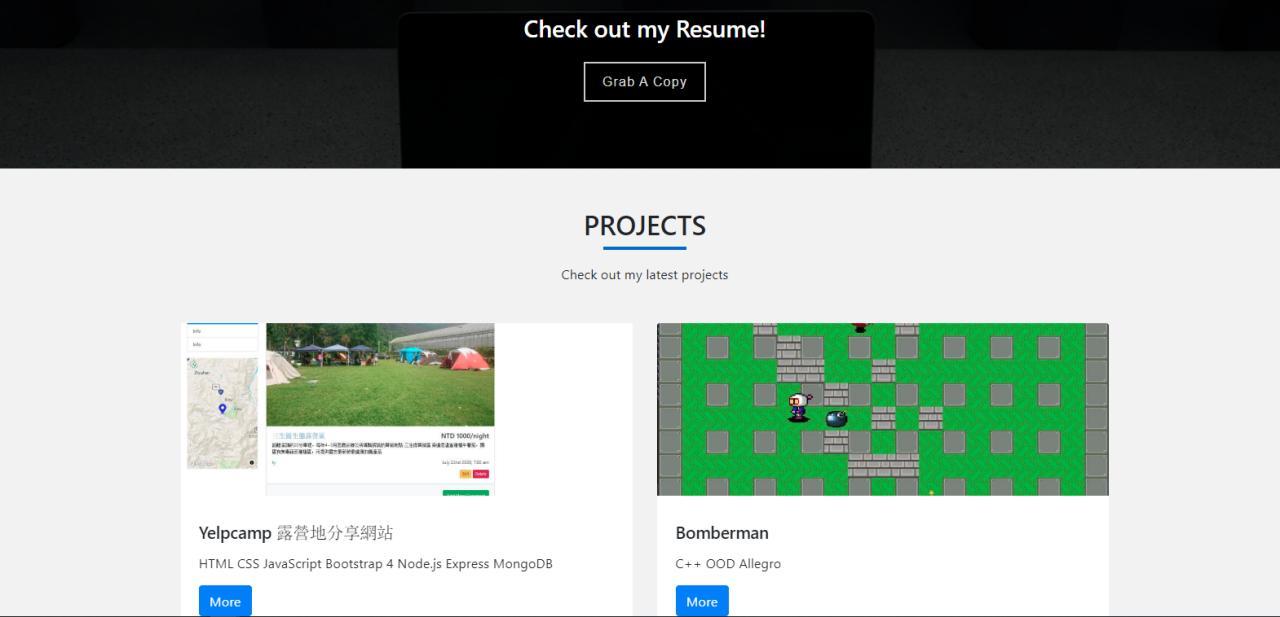 Check out my Resume!
Grab A Copy
PROJECTS
Check out my latest projects
Info
Info
NTD 1000/night
Edit
Delete
Yelpcamp 露營地分享網站
HTML CSS JavaScript Bootstrap 4 Node.js Express MongoDB
More
Bomberman
C++ OOD Allegro
More